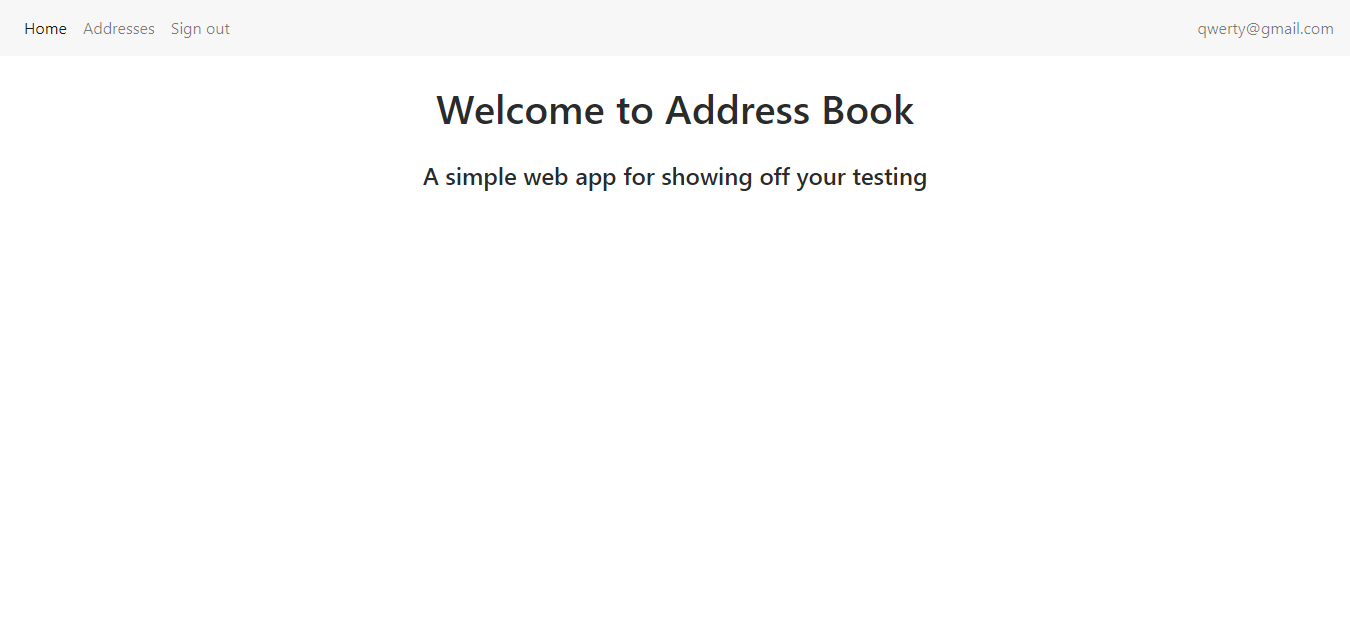 Home Addresses Sign out qwerty@gmail.com
Welcome to Address Book
A simple web app for showing off your testing